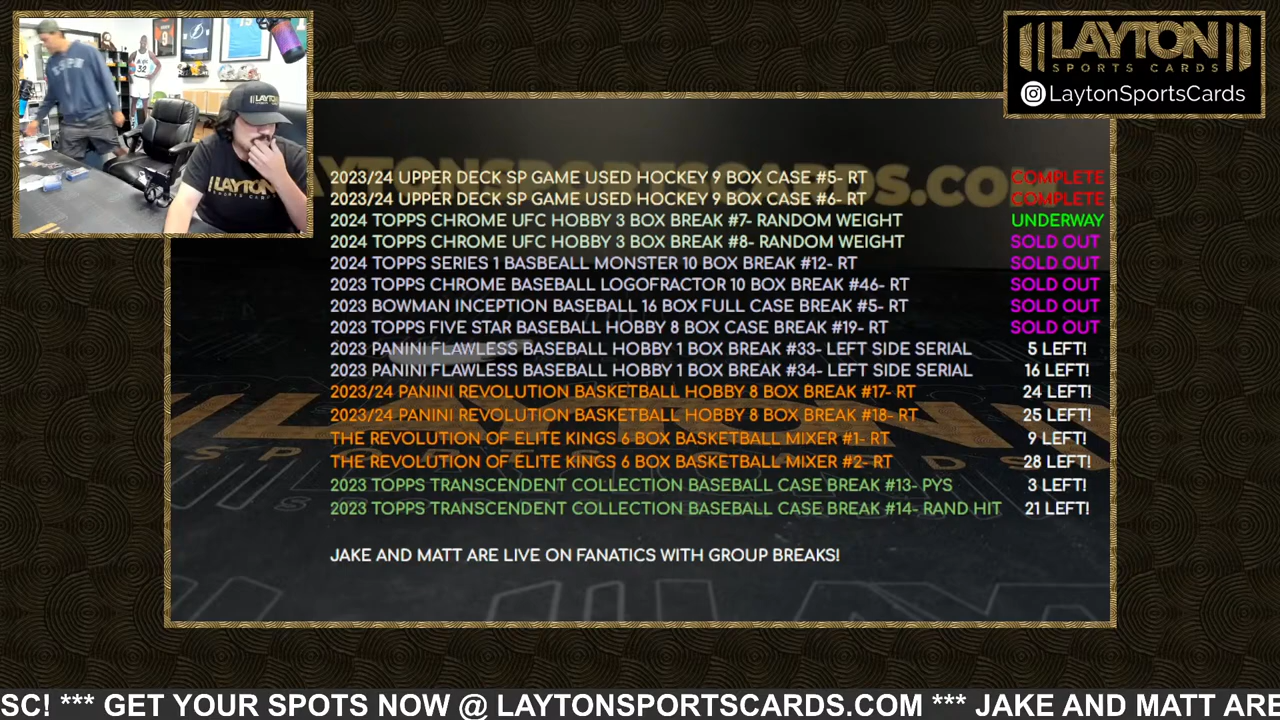 LAYTON
SPORTS CARDS
LaytonSportsCards
2023/24 UPPER DECK SP GAME USED HOCKEY 9 BOX CASE #5- RT COMPLETE
2023/24 UPPER DECK SP GAME USED HOCKEY 9 BOX CASE #6- RT COMPLETE
2024 TOPPS CHROME UFC HOBBY 3 BOX BREAK #7- RANDOM WEIGHT UNDERWAY
2024 TOPPS CHROME UFC HOBBY 3 BOX BREAK #8- RANDOM WEIGHT SOLD OUT
2024 TOPPS SERIES 1 BASBEALL MONSTER 10 BOX BREAK #12- RT SOLD OUT
2023 TOPPS CHROME BASEBALL LOGOFRACTOR 10 BOX BREAK #46- RT SOLD OUT
2023 BOWMAN INCEPTION BASEBALL 16 BOX FULL CASE BREAK #5- RT SOLD OUT
2023 TOPPS FIVE STAR BASEBALL HOBBY 8 BOX CASE BREAK #19- RT SOLD OUT
2023 PANINI FLAWLESS BASEBALL HOBBY 1 BOX BREAK #33- LEFT SIDE SERIAL 5 LEFT!
2023 PANINI FLAWLESS BASEBALL HOBBY 1 BOX BREAK #34- LEFT SIDE SERIAL 16 LEFT!
2023/24 PANINI REVOLUTION BASKETBALL HOBBY 8 BOX BREAK #17- RT 24 LEFT!
2023/24 PANINI REVOLUTION BASKETBALL HOBBY 8 BOX BREAK #18- RT 25 LEFT!
THE REVOLUTION OF ELITE KINGS 6 BOX BASKETBALL MIXER #1- RT 9 LEFT!
THE REVOLUTION OF ELITE KINGS 6 BOX BASKETBALL MIXER #2- RT 28 LEFT!
2023 TOPPS TRANSCENDENT COLLECTION BASEBALL CASE BREAK #13- PYS 3 LEFT!
2023 TOPPS TRANSCENDENT COLLECTION BASEBALL CASE BREAK #14- RAND HIT 21 LEFT!
JAKE AND MATT ARE LIVE ON FANATICS WITH GROUP BREAKS!
SC! *** GET YOUR SPOTS NOW @ LAYTONSPORTSCARDS.COM *** JAKE AND MATT ARE